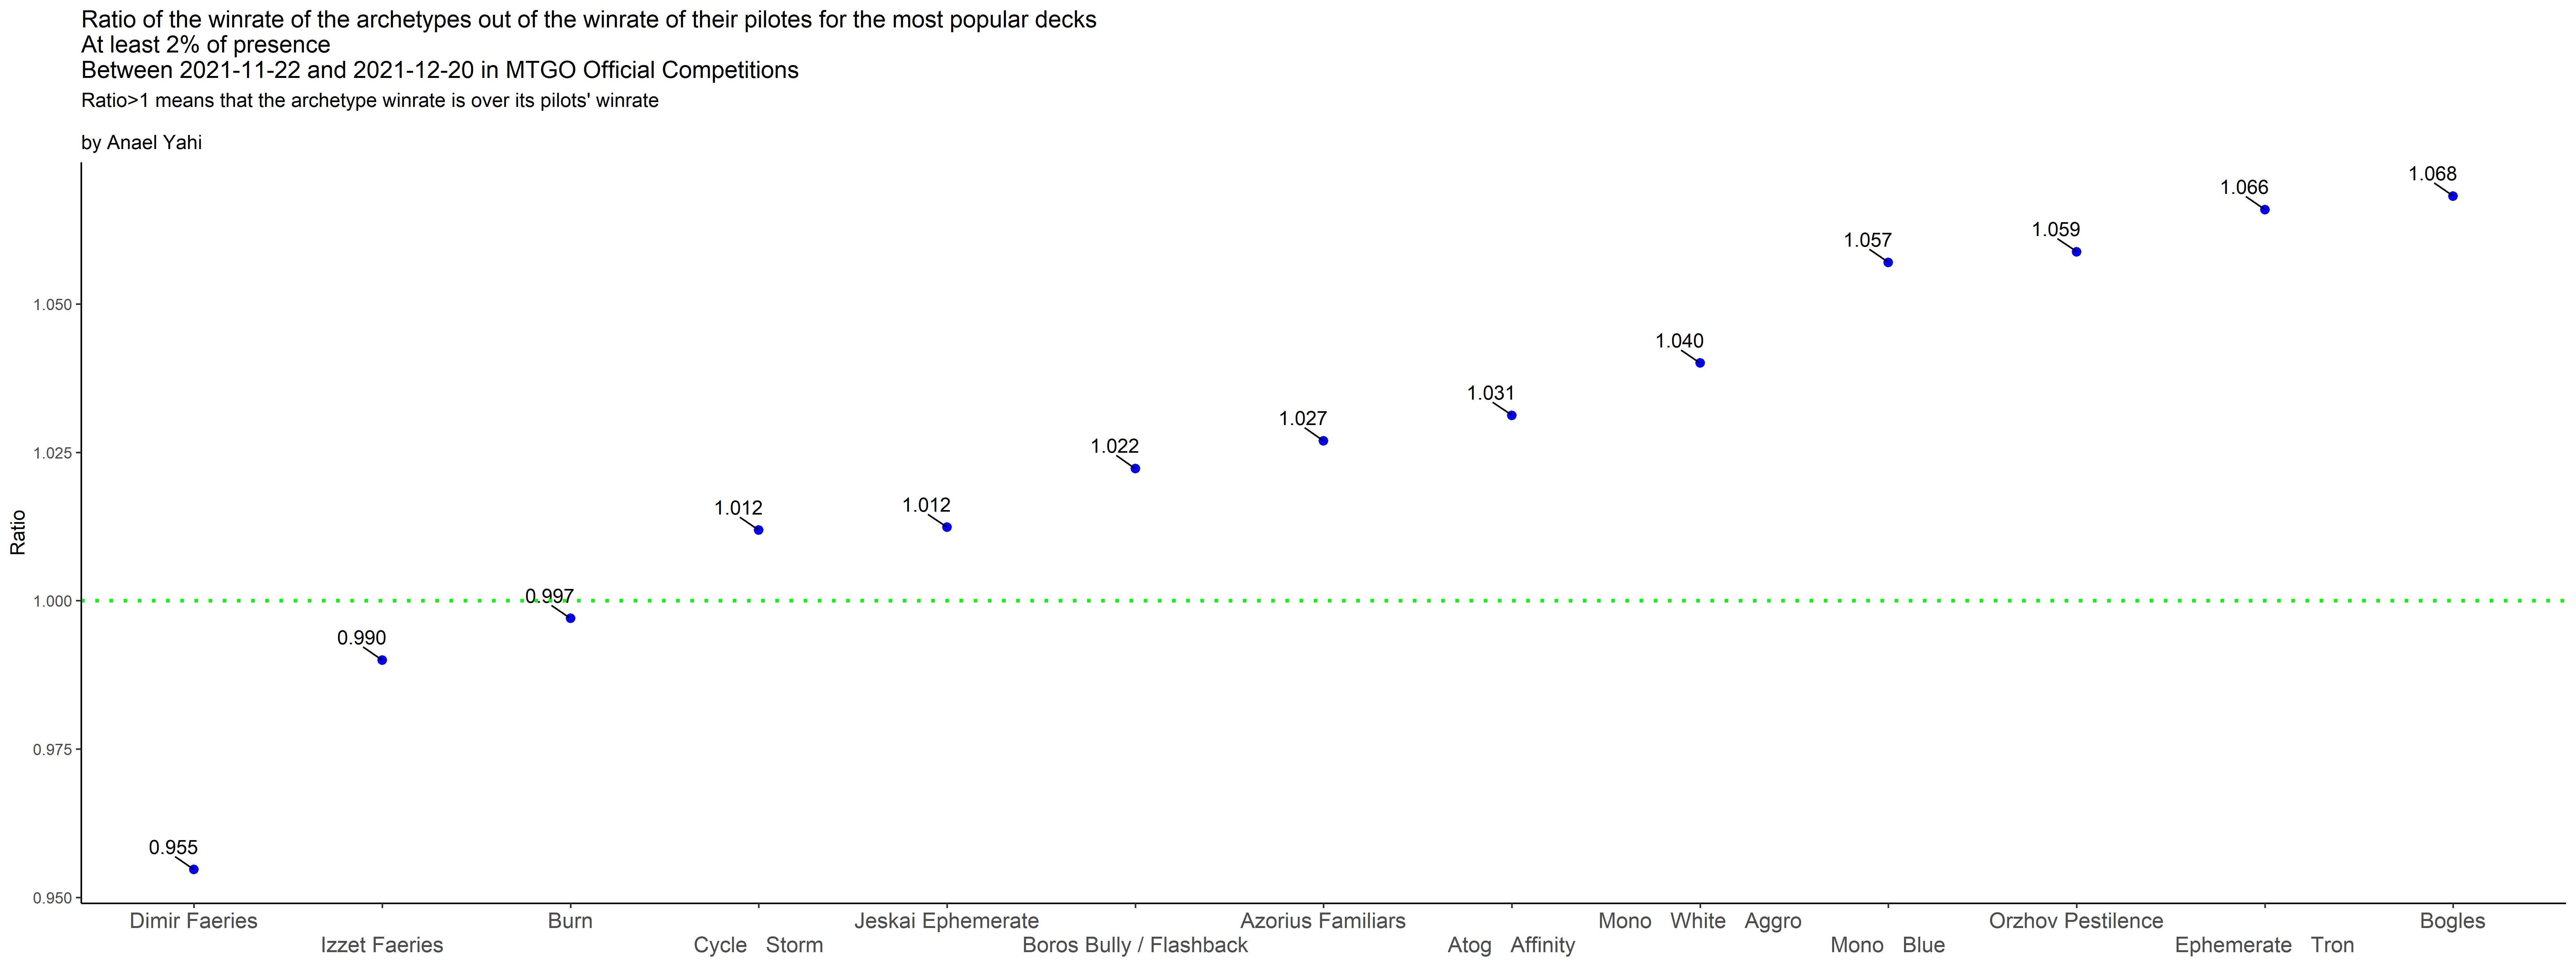 Ratio of the winrate of the archetypes out of the winrate of their pilotes for the most popular decks
At least 2% of presence
Between 2021-11-22 and 2021-12-20 in MTGO Official Competitions
Ratio>1 means that the archetype winrate is over its pilots' winrate
by Anael Yahi
Ratio
1.050
1.025
1.000
0.975
0.950
0.955
0.990
0.997
1.012
1.012
1.022
1.027
1.031
1.040
1.057
1.059
1.066
1.068
Dimir Faeries
Izzet Faeries
Burn
Cycle Storm
Jeskai Ephemerate
Boros Bully / Flashback
Azorius Familiars
Atog Affinity
Mono White Aggro
Mono Blue
Orzhov Pestilence
Ephemerate Tron
Bogles